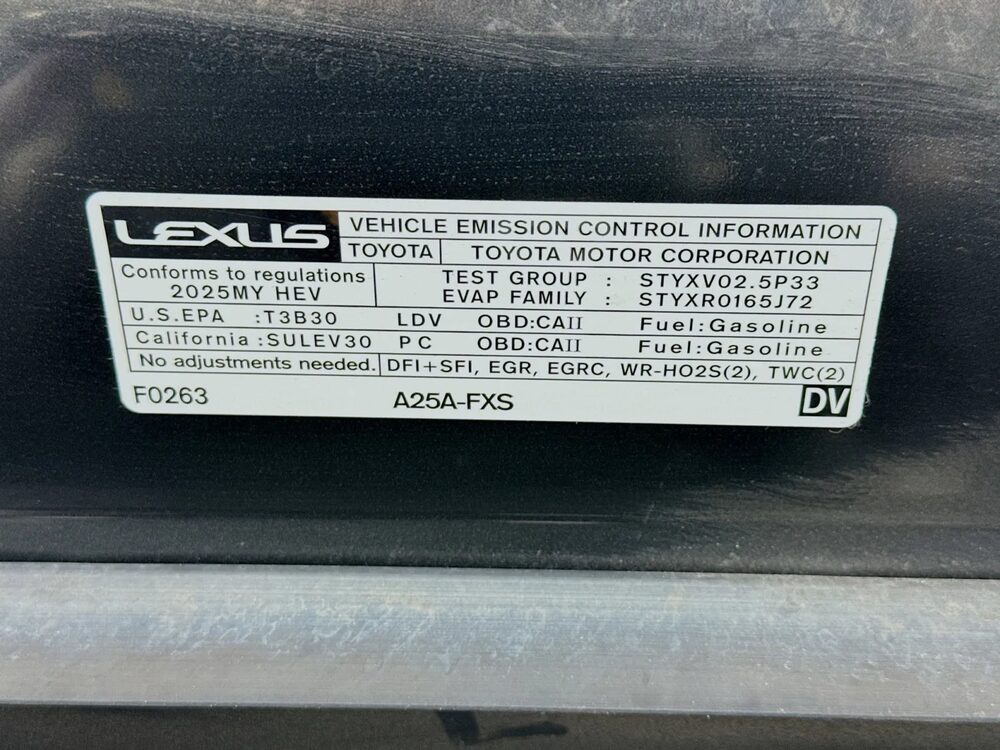 LEXUS
VEHICLE EMISSION CONTROL INFORMATION
TOYOTA TOYOTA MOTOR CORPORATION
Conforms to regulations
2025MY HEV
TEST GROUP : STYXV02.5P33
EVAP FAMILY : STYXR0165J72
U.S.EPA :T3B30 LDV OBD:CAII Fuel:Gasoline
California :SULEV30 PC OBD:CAII Fuel:Gasoline
No adjustments needed. DFI+SFI, EGR, EGRC, WR-HO2S(2), TWC(2)
F0263 A25A-FXS DV